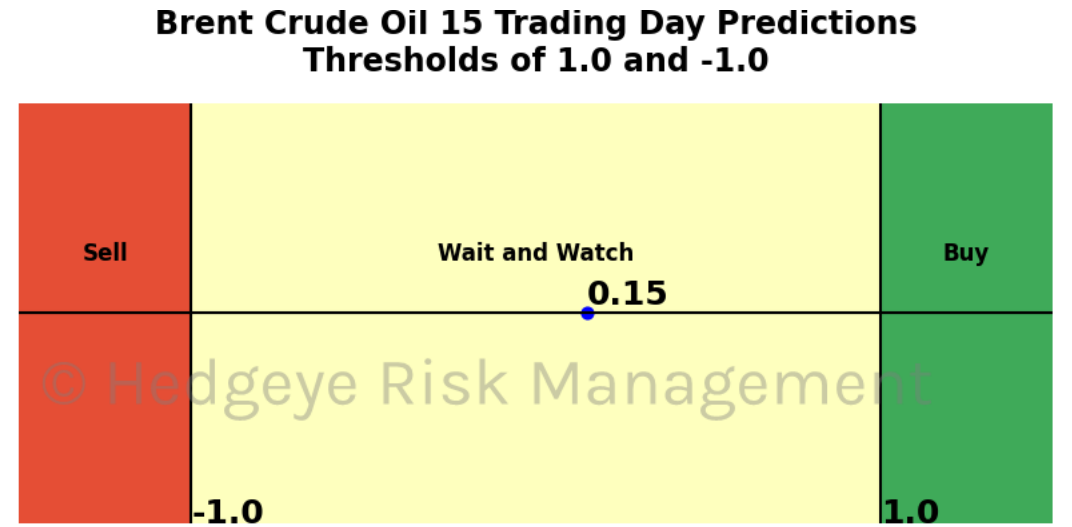 Brent Crude Oil 15 Trading Day Predictions
Thresholds of 1.0 and -1.0
Sell
Wait and Watch
Buy
0.15
© Hedgeye Risk Management
-1.0
1.0